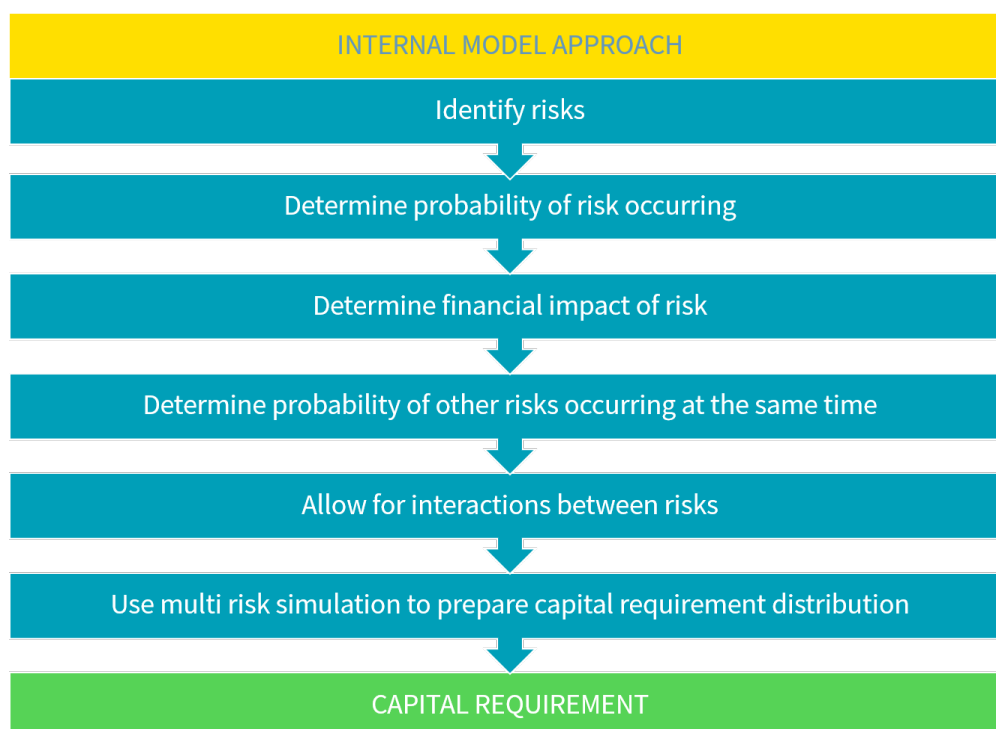 INTERNAL MODEL APPROACH
Identify risks
Determine probability of risk occurring
Determine financial impact of risk
Determine probability of other risks occurring at the same time
Allow for interactions between risks
Use multi risk simulation to prepare capital requirement distribution
CAPITAL REQUIREMENT